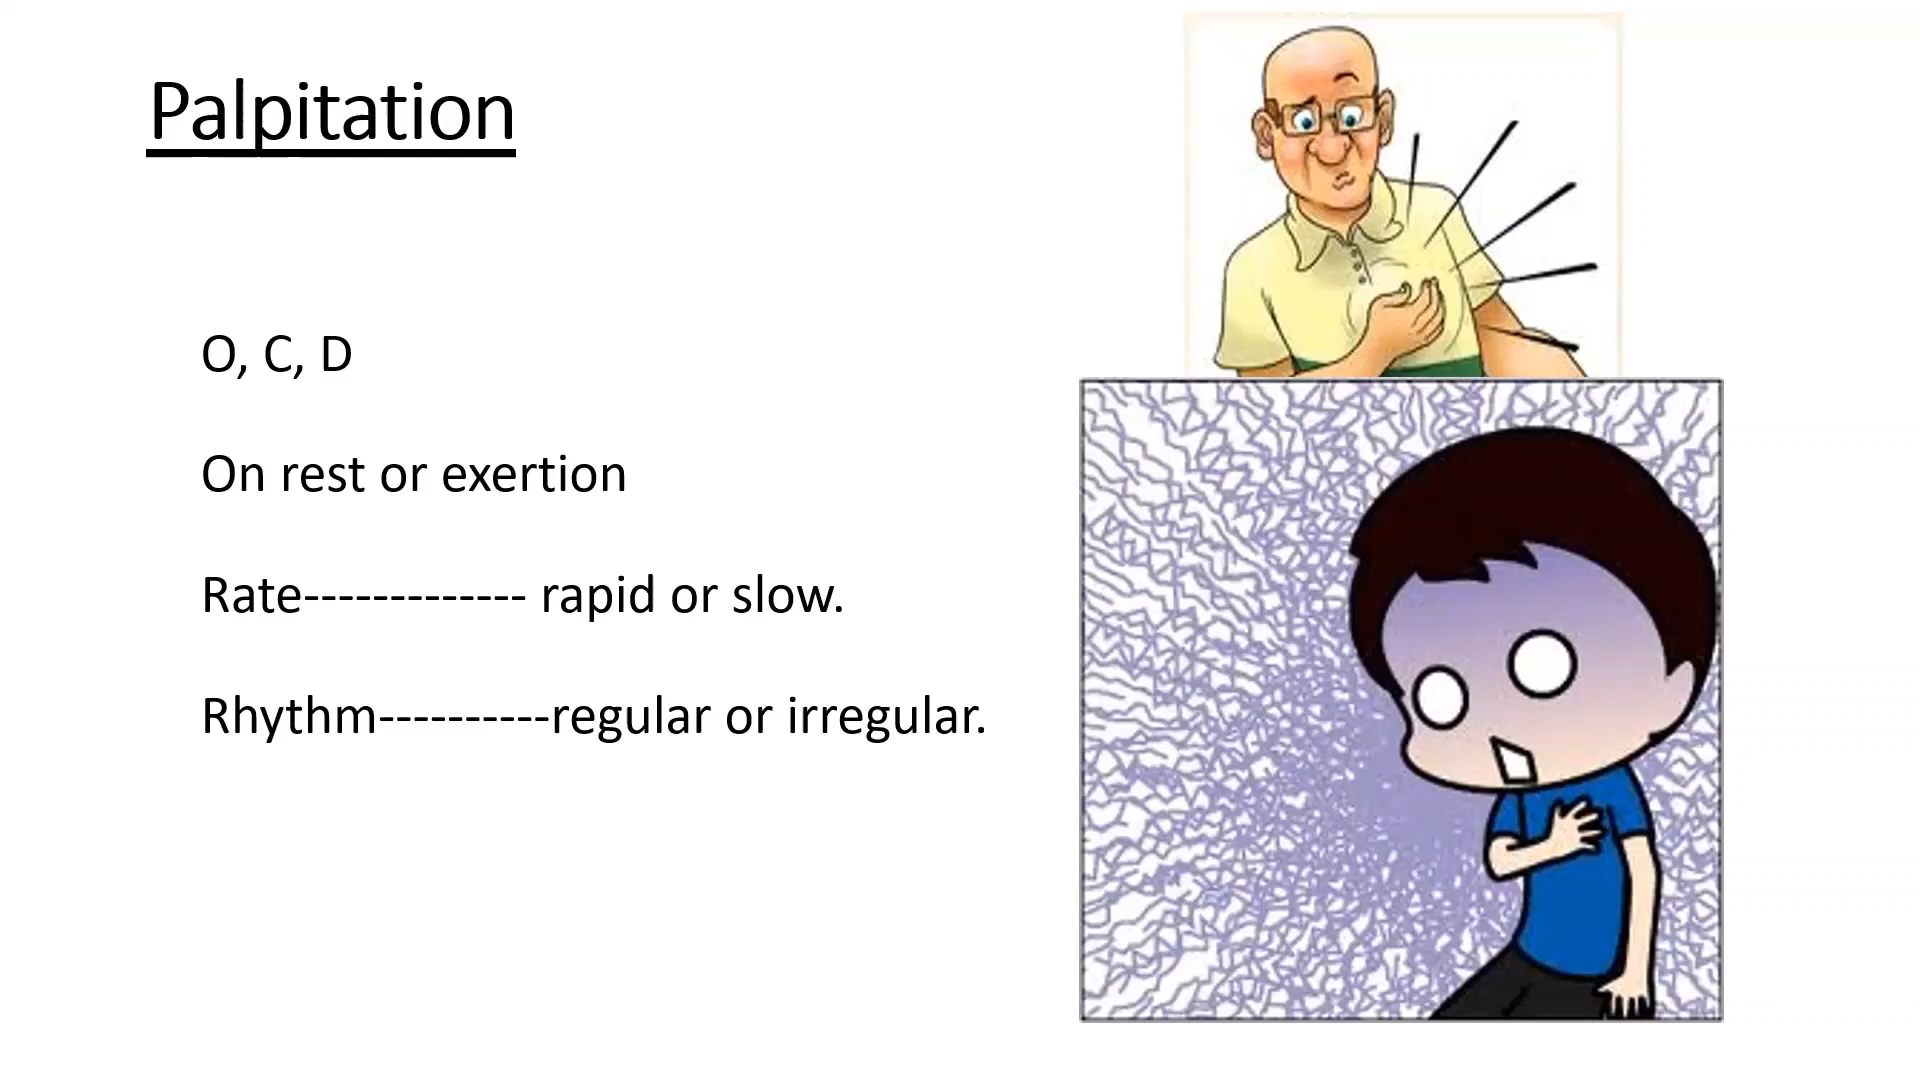 Palpitation
O, C, D
On rest or exertion
Rate------------- rapid or slow.
Rhythm----------regular or irregular.